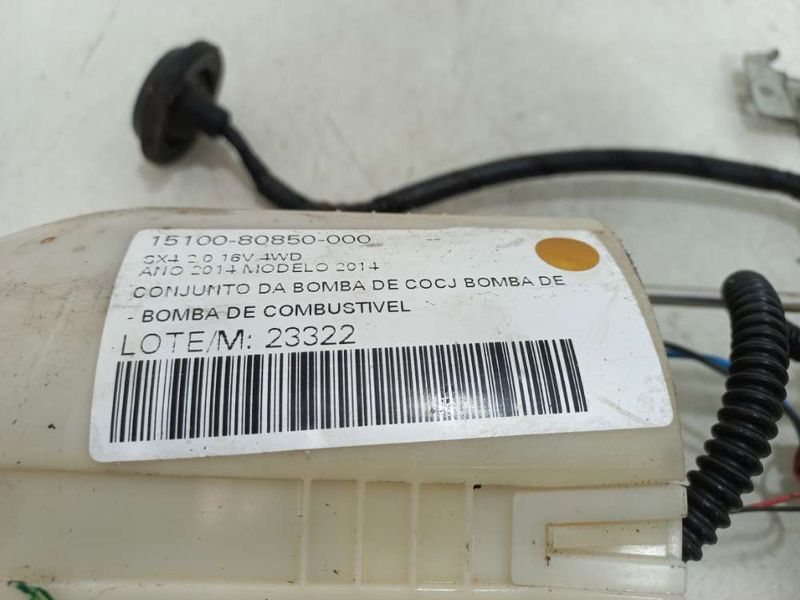 15100-80850-000
SX4 2.0 16V 4WD
ANO 2014 MODELO 2014
CONJUNTO DA BOMBA DE COCJ BOMBA DE
- BOMBA DE COMBUSTIVEL
LOTE/M: 23322